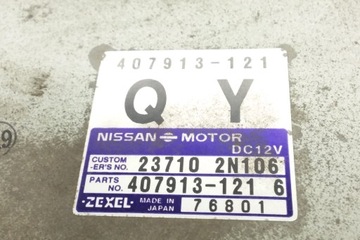 407913-121
Q Y
NISSAN MOTOR
DC12V
CUSTOM -ER'S NO. 23710 2N106
PARTS NO. 407913-121 6
ZEXEL MADE IN JAPAN 76801